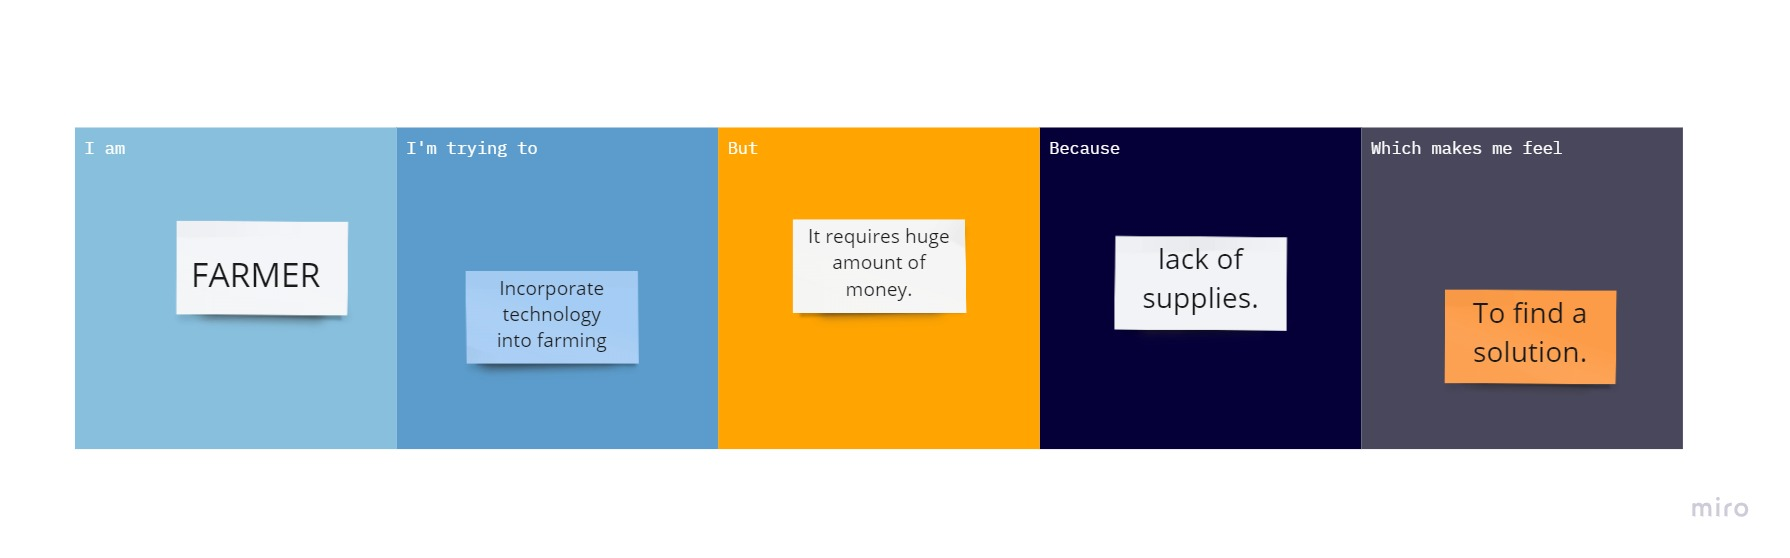 I am
FARMER
I'm trying to
Incorporate
technology
into farming
But
It requires huge
amount of
money.
Because
lack of
supplies.
Which makes me feel
To find a
solution.
miro